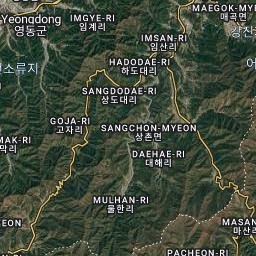 Yeongdong
영동군
IMGYE-RI
임계리
MAEGOK-MY
매곡면
IMSAN-RI
임산리
HADODAE-RI
하도대리
SANGDODAE-RI
상도대리
GOJA-RI
고자리
SANGCHON-MYEON
상촌면
DAEHAE-RI
대해리
MULHAN-RI
물한리
MASAN
마산리
EON
PACHEON-RI